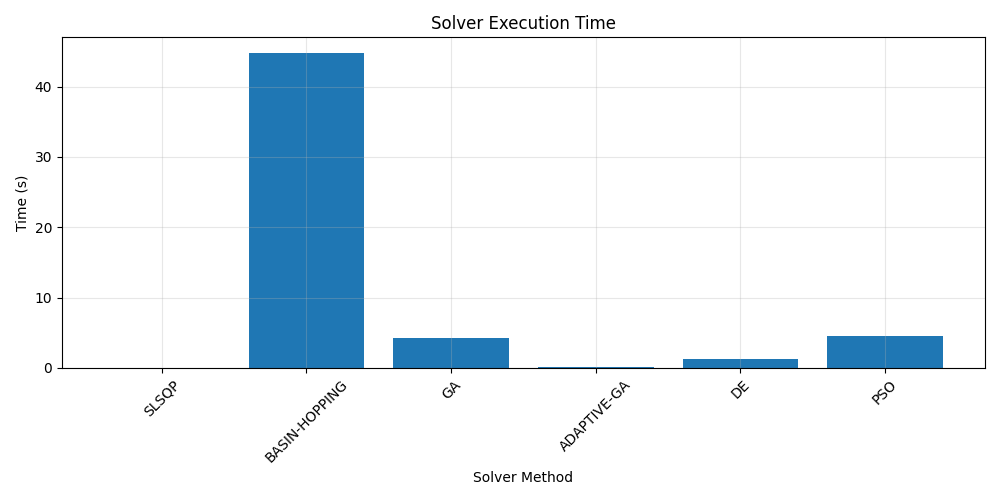 Solver Execution Time
Time (s)
40
30
20
10
0
SLSQP
BASIN-HOPPING
GA
ADAPTIVE-GA
DE
PSO
Solver Method